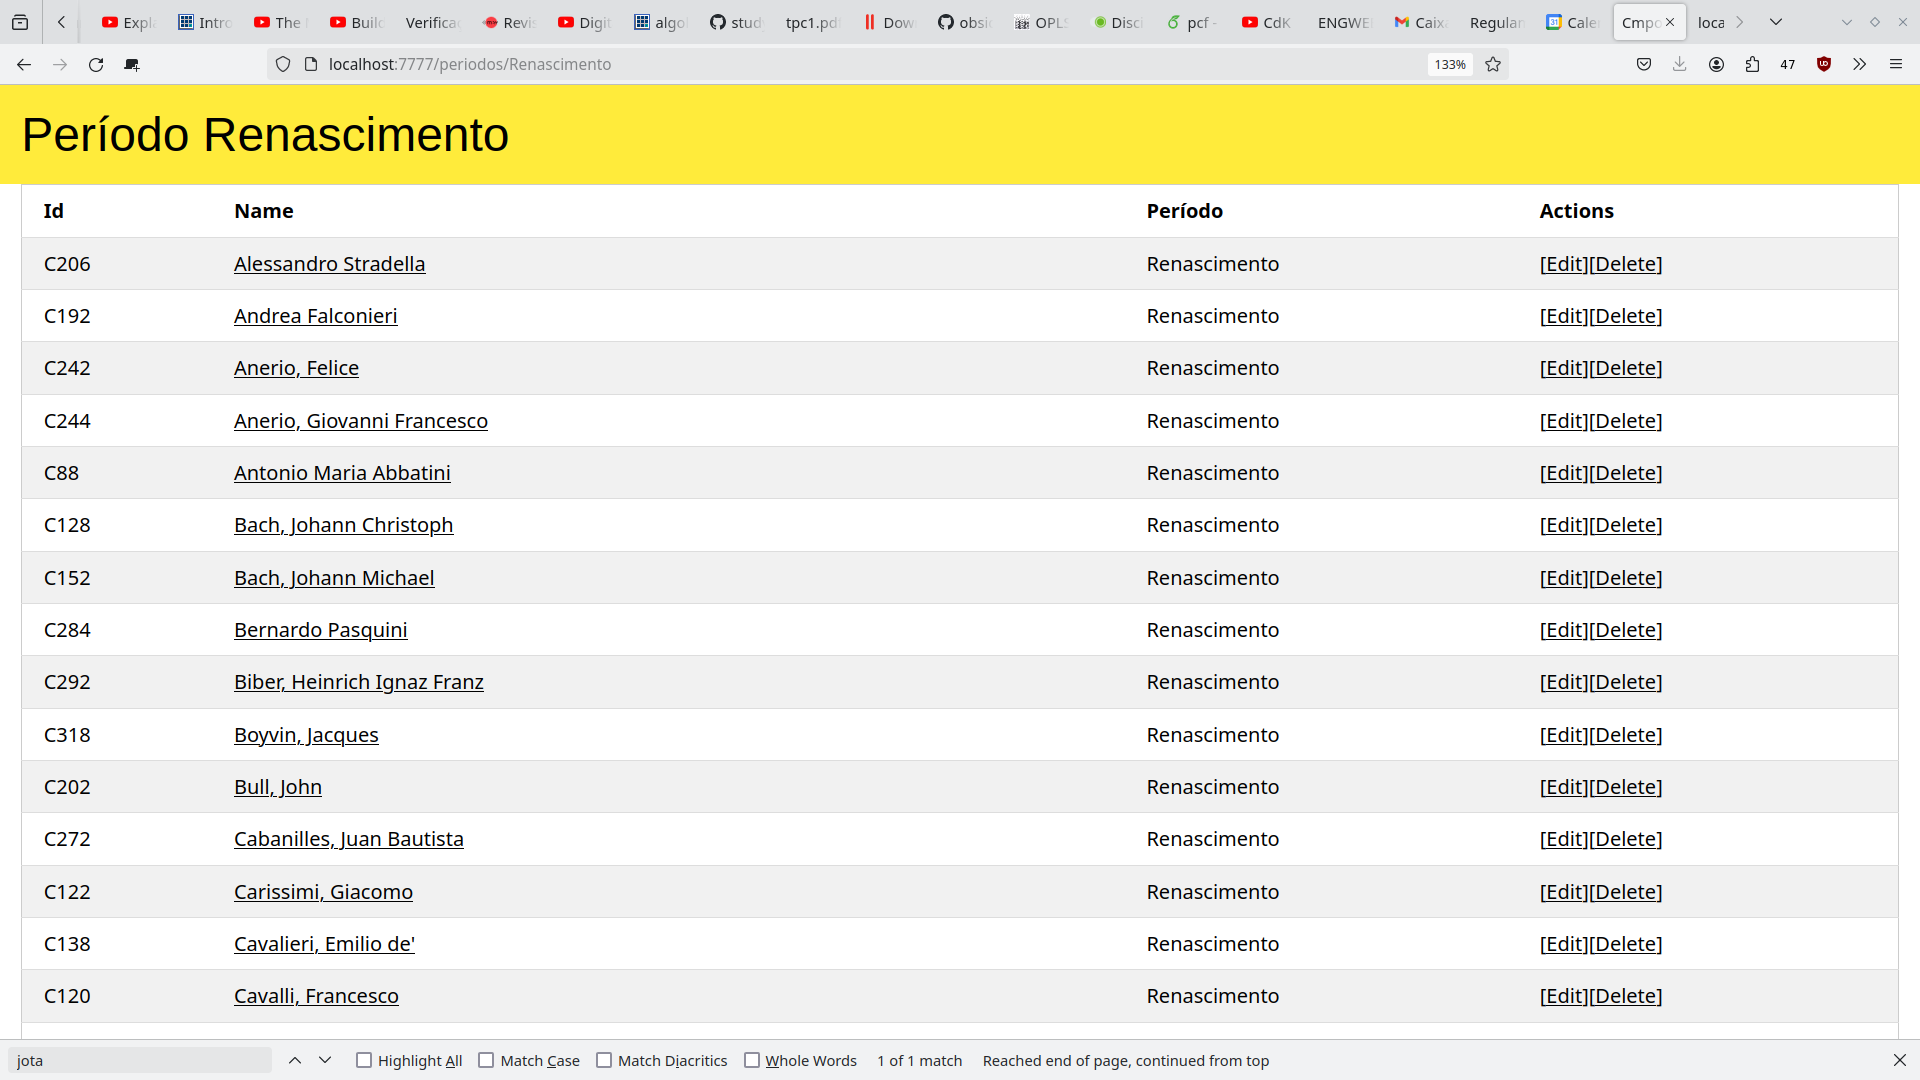 Expl Intro The Build Verifica Revis Digit algo stud tpc1.pd Dow obsi OPLS Disci pcf - CdK ENGWE Caix Regular Cale Cmpo loca
localhost:7777/periodos/Renascimento 133% 47
Período Renascimento
Id Name Período Actions
C206 Alessandro Stradella Renascimento [Edit][Delete]
C192 Andrea Falconieri Renascimento [Edit][Delete]
C242 Anerio, Felice Renascimento [Edit][Delete]
C244 Anerio, Giovanni Francesco Renascimento [Edit][Delete]
C88 Antonio Maria Abbatini Renascimento [Edit][Delete]
C128 Bach, Johann Christoph Renascimento [Edit][Delete]
C152 Bach, Johann Michael Renascimento [Edit][Delete]
C284 Bernardo Pasquini Renascimento [Edit][Delete]
C292 Biber, Heinrich Ignaz Franz Renascimento [Edit][Delete]
C318 Boyvin, Jacques Renascimento [Edit][Delete]
C202 Bull, John Renascimento [Edit][Delete]
C272 Cabanilles, Juan Bautista Renascimento [Edit][Delete]
C122 Carissimi, Giacomo Renascimento [Edit][Delete]
C138 Cavalieri, Emilio de' Renascimento [Edit][Delete]
C120 Cavalli, Francesco Renascimento [Edit][Delete]
jota Highlight All Match Case Match Diacritics Whole Words 1 of 1 match Reached end of page, continued from top